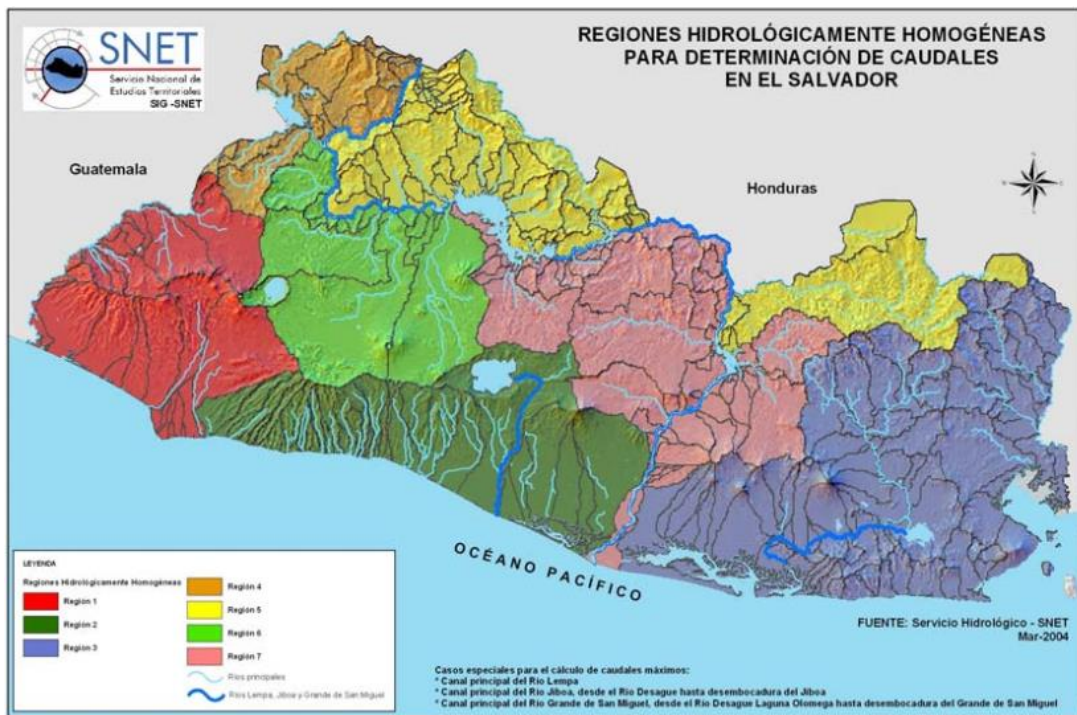 SNET
Servicio Nacional de
Estudios Territoriales
SIG -SNET
REGIONES HIDROLÓGICAMENTE HOMOGÉNEAS
PARA DETERMINACIÓN DE CAUDALES
EN EL SALVADOR
Guatemala
Honduras
OCÉANO PACÍFICO
LEYENDA
Regiones Hidrológicamente Homogéneas
Región 1
Región 2
Región 3
Región 4
Región 5
Región 6
Región 7
Ríos principales
Ríos Lempa, Jiboa y Grande de San Miguel
FUENTE: Servicio Hidrológico - SNET
Mar-2004
Casos especiales para el cálculo de caudales máximos:
* Canal principal del Río Lempa
* Canal principal del Río Jiboa, desde el Río Desague hasta desembocadura del Jiboa
* Canal principal del Río Grande de San Miguel, desde el Río Desague Laguna Olomega hasta desembocadura del Grande de San Miguel